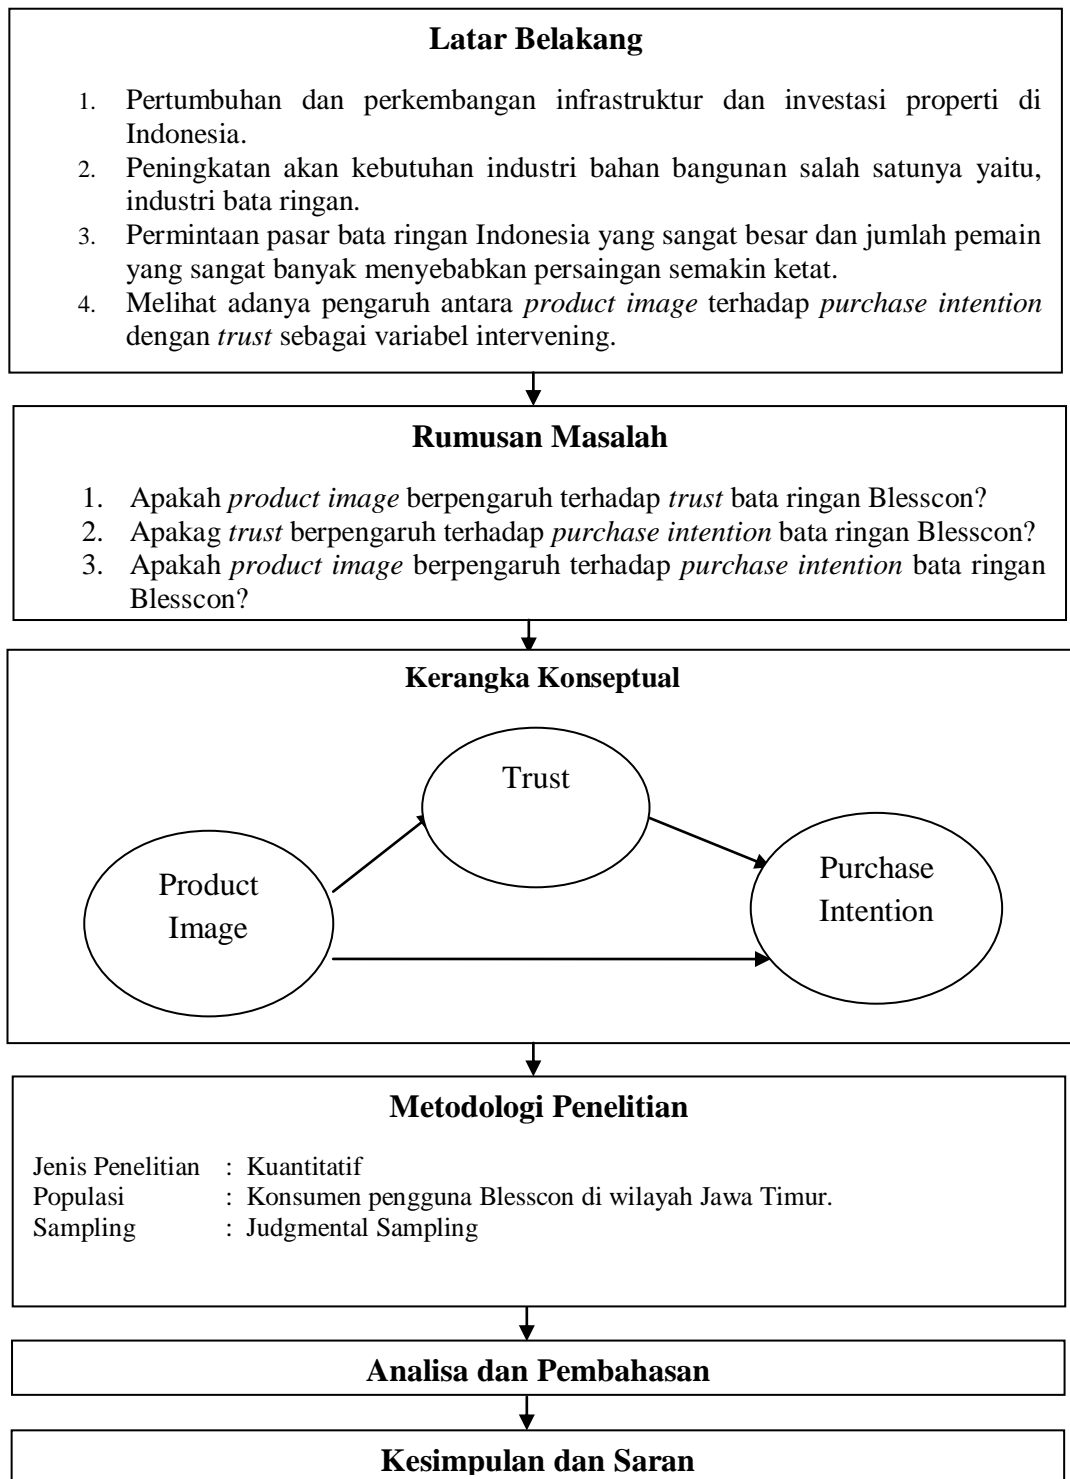 Latar Belakang
1. Pertumbuhan dan perkembangan infrastruktur dan investasi properti di
Indonesia.
2. Peningkatan akan kebutuhan industri bahan bangunan salah satunya yaitu,
industri bata ringan.
3. Permintaan pasar bata ringan Indonesia yang sangat besar dan jumlah pemain
yang sangat banyak menyebabkan persaingan semakin ketat.
4. Melihat adanya pengaruh antara product image terhadap purchase intention
dengan trust sebagai variabel intervening.
Rumusan Masalah
1. Apakah product image berpengaruh terhadap trust bata ringan Blesscon?
2. Apakag trust berpengaruh terhadap purchase intention bata ringan Blesscon?
3. Apakah product image berpengaruh terhadap purchase intention bata ringan
Blesscon?
Kerangka Konseptual
Trust
Product
Image
Purchase
Intention
Metodologi Penelitian
Jenis Penelitian : Kuantitatif
Populasi : Konsumen pengguna Blesscon di wilayah Jawa Timur.
Sampling : Judgmental Sampling
Analisa dan Pembahasan
Kesimpulan dan Saran